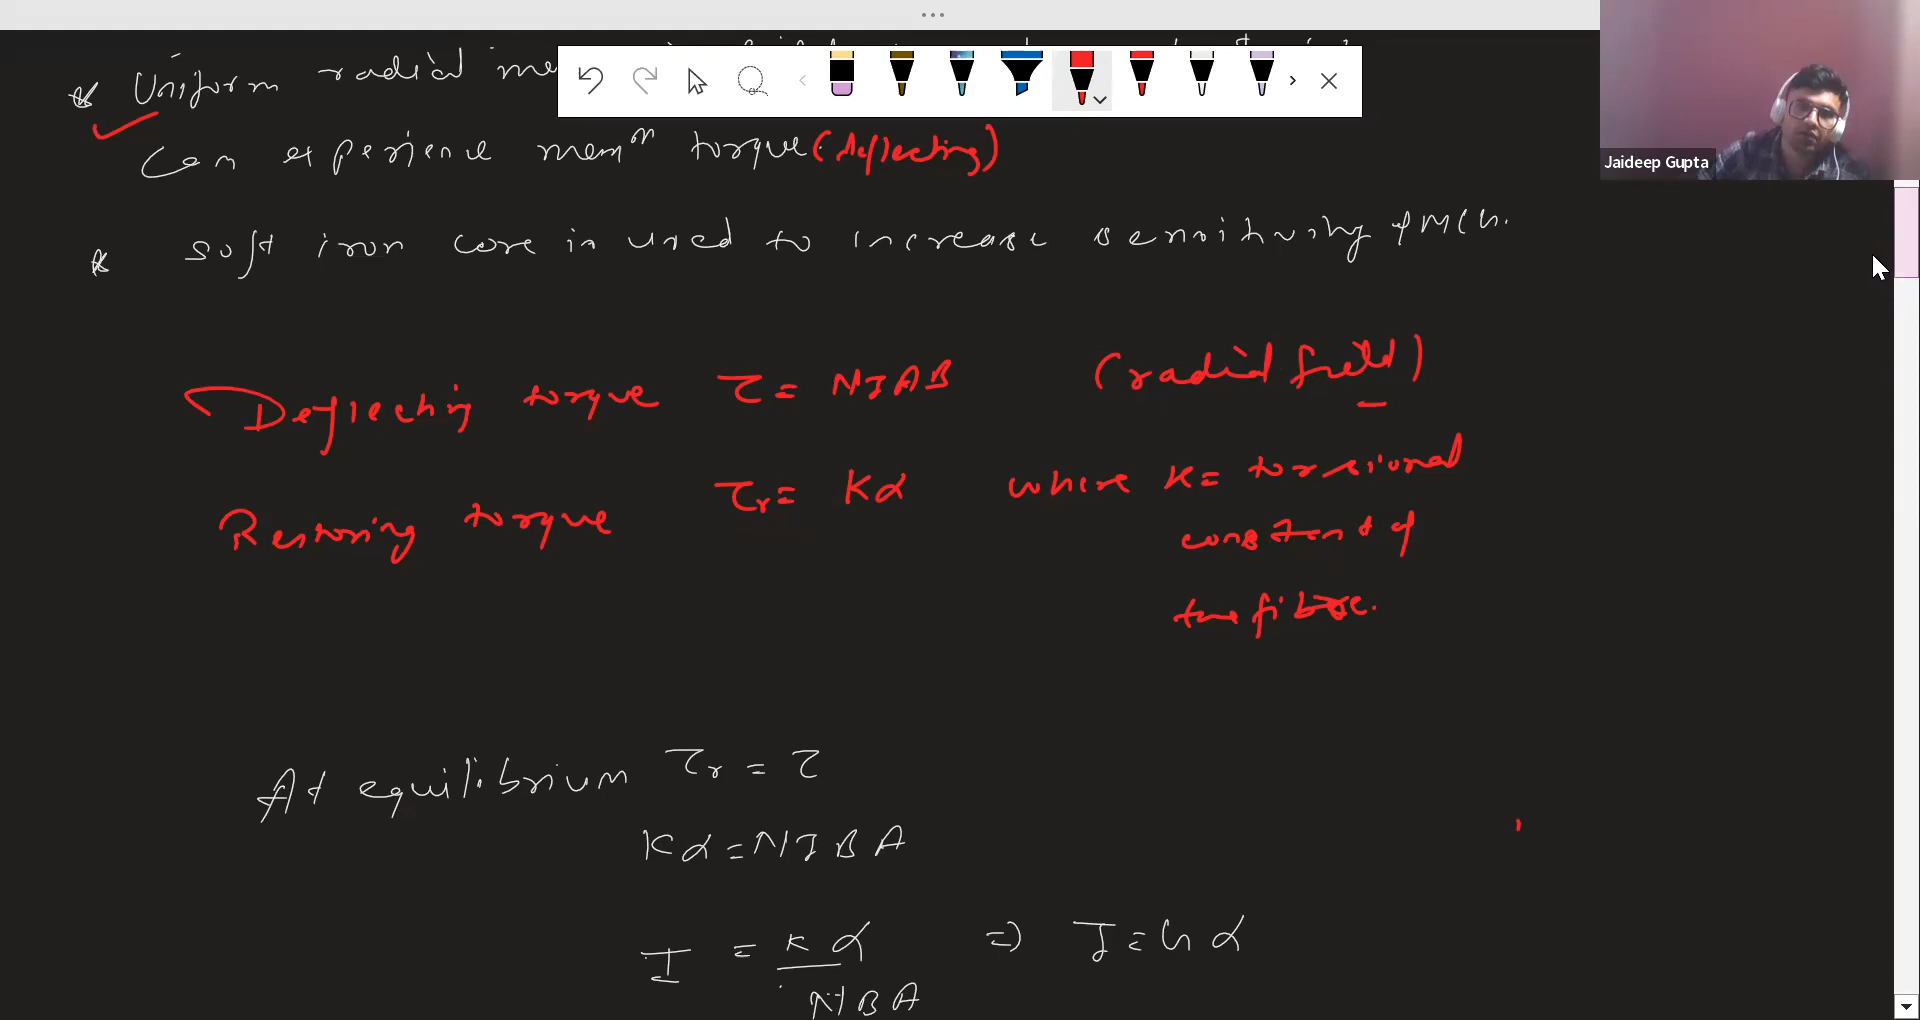 Uniform radial me
Jaideep Gupta
Can experience mem^m torque (deflecting)
* Soft iron core is used to increase sensitivity of MCG.
Deflecting torque τ = NIAB (radial field)
Restoring torque τr = Kα where K = torsional
constant of
the fibre.
At equilibrium τr = τ
Kα = NIBA
I = Kα / NBA ⇒ I = Gα